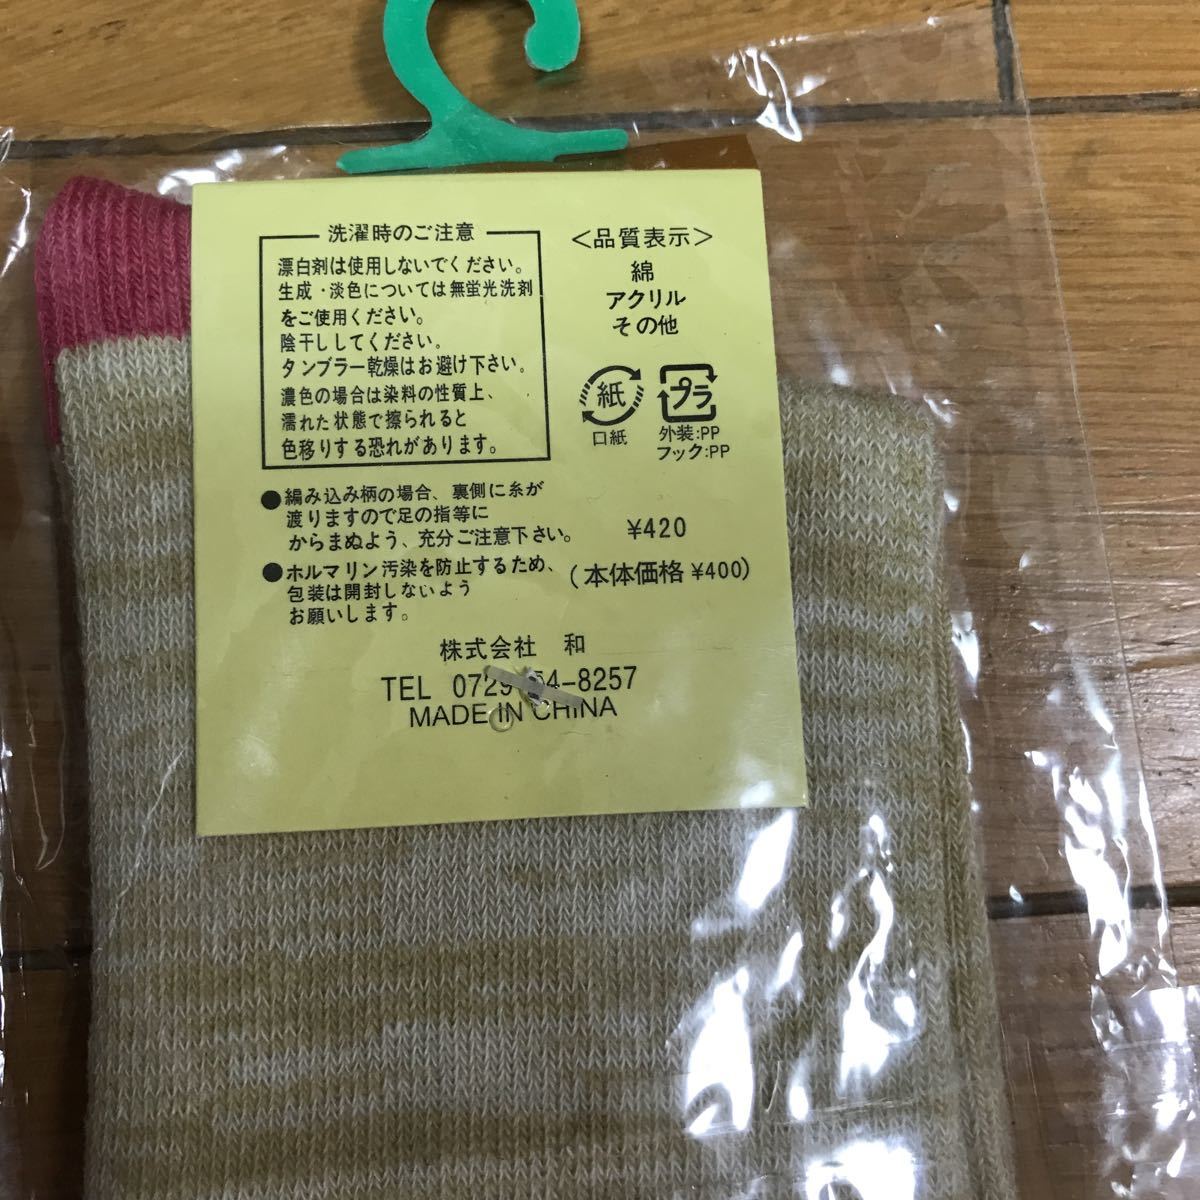 洗濯時のご注意
漂白剤は使用しないでください。
生成・淡色については無蛍光洗剤
をご使用ください。
陰干ししてください。
タンブラー乾燥はお避け下さい。
濃色の場合は染料の性質上、
濡れた状態で擦られると
色移りする恐れがあります。
<品質表示>
綿
アクリル
その他
紙
口紙
プラ
外装:PP
フック:PP
●編み込み柄の場合、裏側に糸が
渡りますので足の指等に
からまぬよう、充分ご注意下さい。
●ホルマリン汚染を防止するため、
包装は開封しないよう
お願いします。
¥420
(本体価格 ¥400)
株式会社 和
TEL 8257
MADE IN CHINA